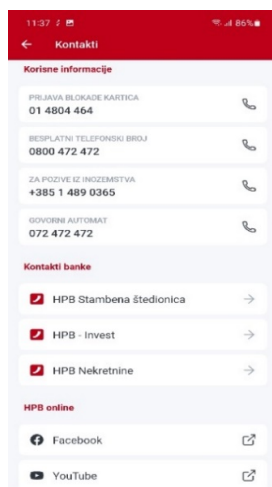 11:37
86%
Kontakti
Korisne informacije
PRIJAVA BLOKADE KARTICA
01 4804 464
BESPLATNI TELEFONSKI BROJ
0800 472 472
ZA POZIVE IZ INOZEMSTVA
+385 1 489 0365
GOVORNI AUTOMAT
072 472 472
Kontakti banke
HPB Stambena štedionica
HPB - Invest
HPB Nekretnine
HPB online
Facebook
YouTube